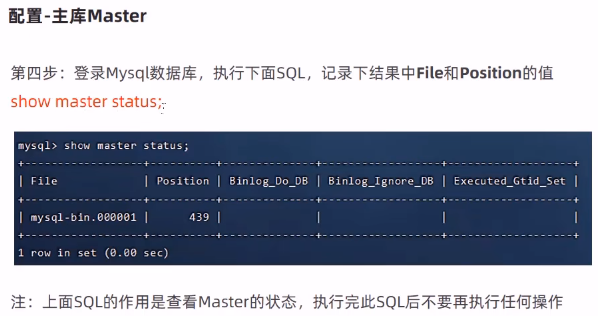 配置-主库Master
第四步：登录Mysql数据库，执行下面SQL，记录下结果中File和Position的值
show master status;
mysql> show master status;
+------------------+----------+--------------+------------------+-------------------+
| File | Position | Binlog_Do_DB | Binlog_Ignore_DB | Executed_Gtid_Set |
+------------------+----------+--------------+------------------+-------------------+
| mysql-bin.000001 | 439 | | | |
+------------------+----------+--------------+------------------+-------------------+
1 row in set (0.00 sec)
注：上面SQL的作用是查看Master的状态，执行完此SQL后不要再执行任何操作